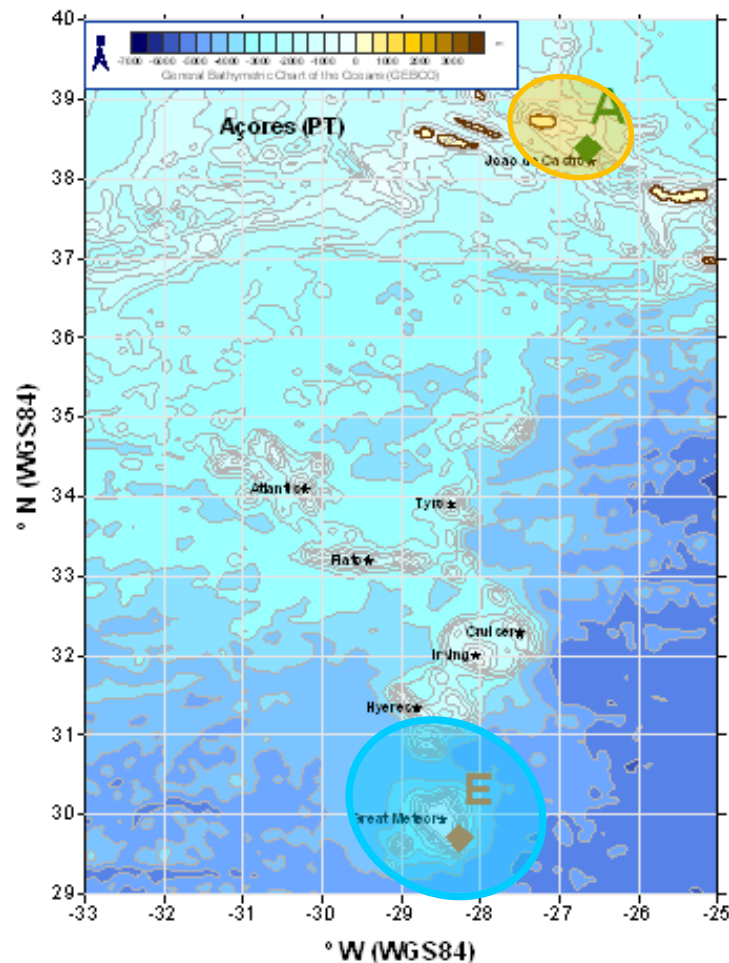 -7000 -6000 -5000 -4000 -3000 -2000 -1000 0 1000 2000 3000
General Bathymetric Chart of the Oceans (GEBCO)
40
39
38
37
36
35
34
33
32
31
30
29
° N (WGS84)
Açores (PT)
A
Joao de Castro
Atlantis
Tyro
Plato
Cruiser
Irving
Hyeres
E
Great Meteor
-33 -32 -31 -30 -29 -28 -27 -26 -25
° W (WGS84)